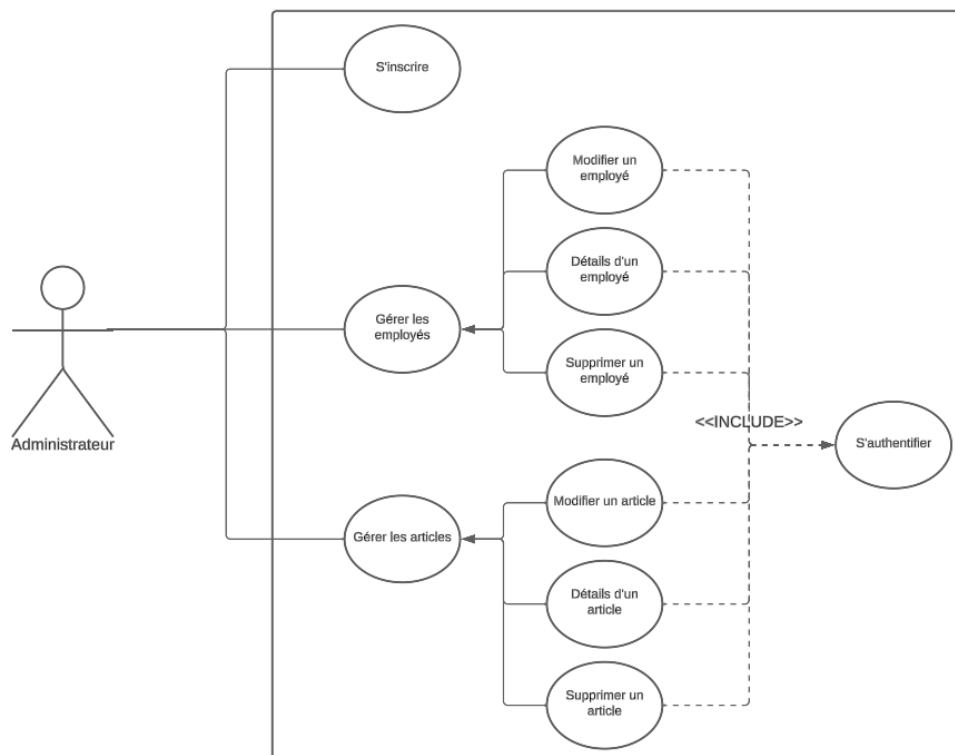 S'inscrire
Modifier un
employé
Détails d'un
employé
Gérer les
employés
Supprimer un
employé
<<INCLUDE>>
S'authentifier
Administrateur
Modifier un article
Gérer les articles
Détails d'un
article
Supprimer un
article